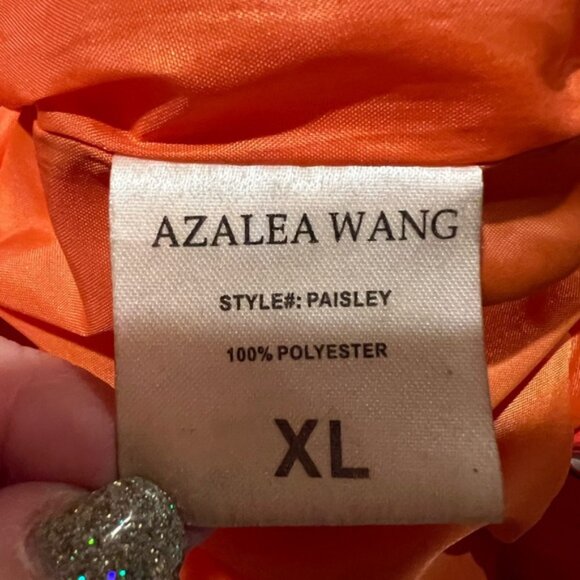 AZALEA WANG
STYLE#: PAISLEY
100% POLYESTER
XL